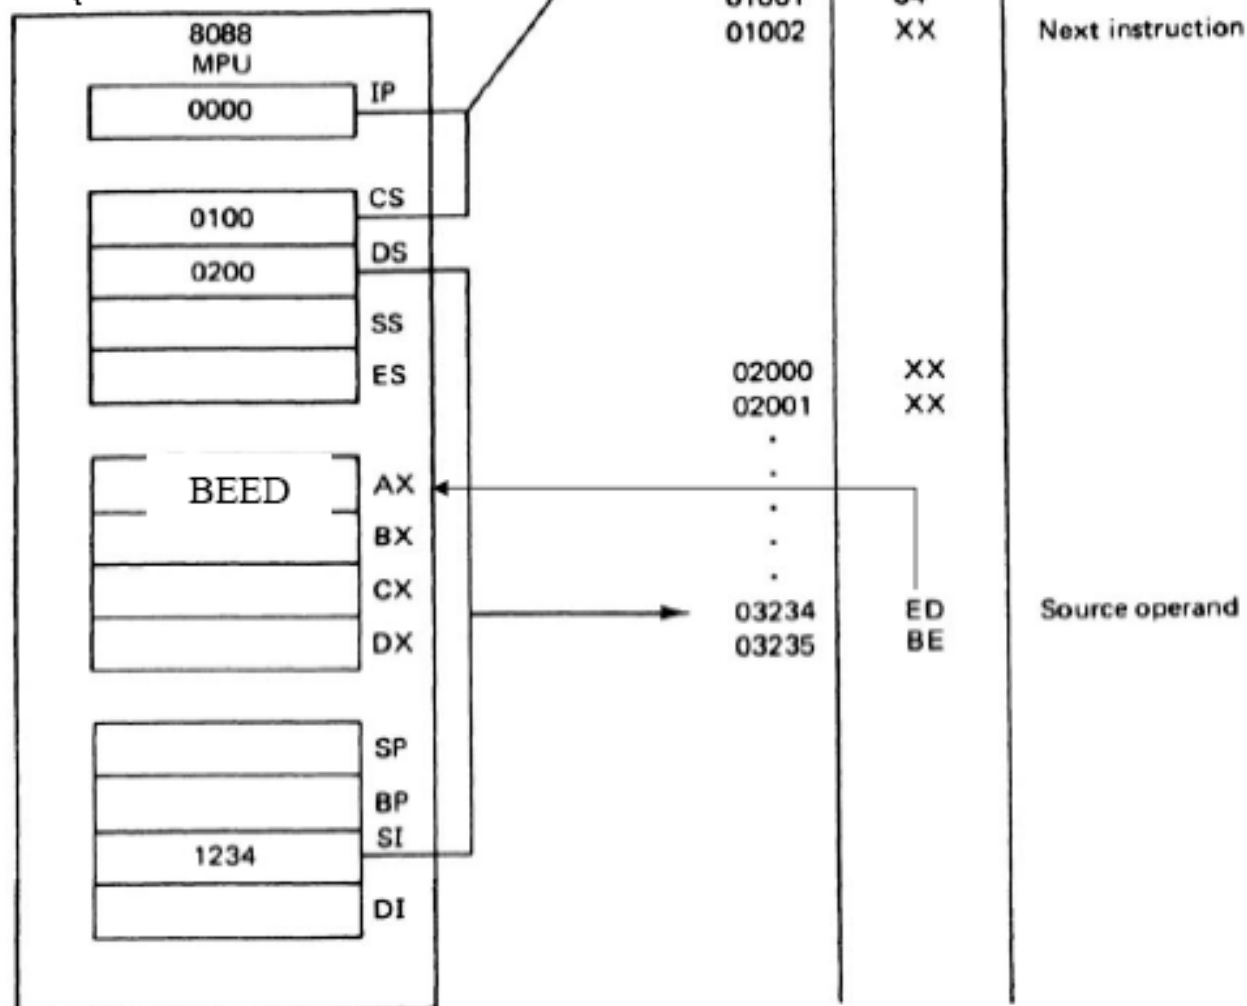 8088
MPU
IP
0000
CS
0100
DS
0200
SS
ES
BEED
AX
BX
CX
DX
SP
BP
SI
1234
DI
01002 XX Next instruction
02000 XX
02001 XX
03234 ED Source operand
03235 BE